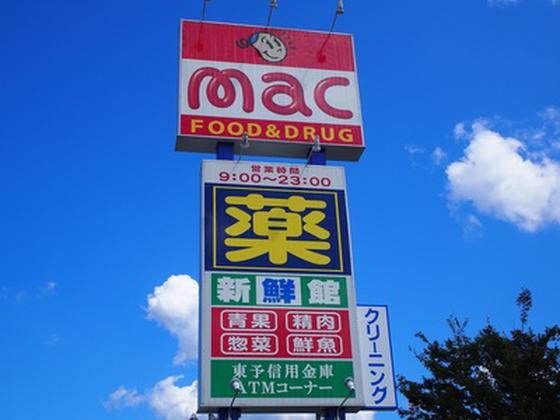 mac
FOOD&DRUG
営業時間
9:00〜23:00
薬
新鮮館
青果 精肉
惣菜 鮮魚
東予信用金庫
ATMコーナー
クリーニング